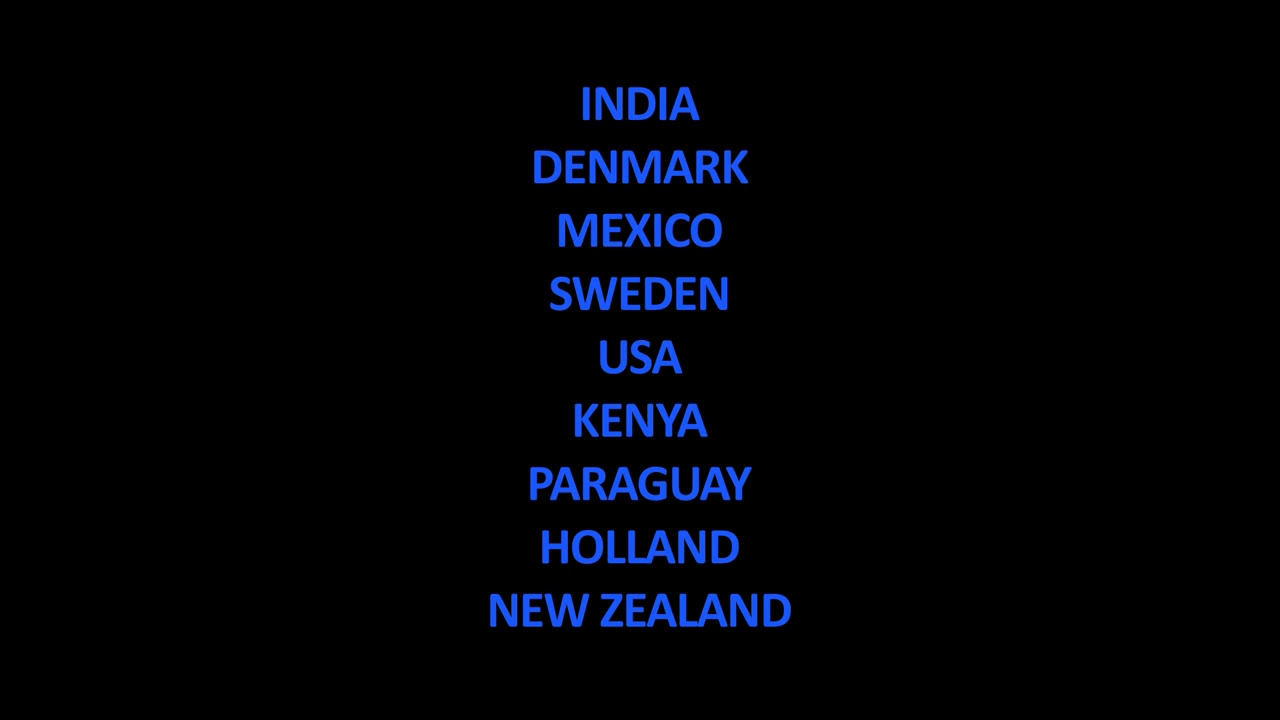 INDIA
DENMARK
MEXICO
SWEDEN
USA
KENYA
PARAGUAY
HOLLAND
NEW ZEALAND